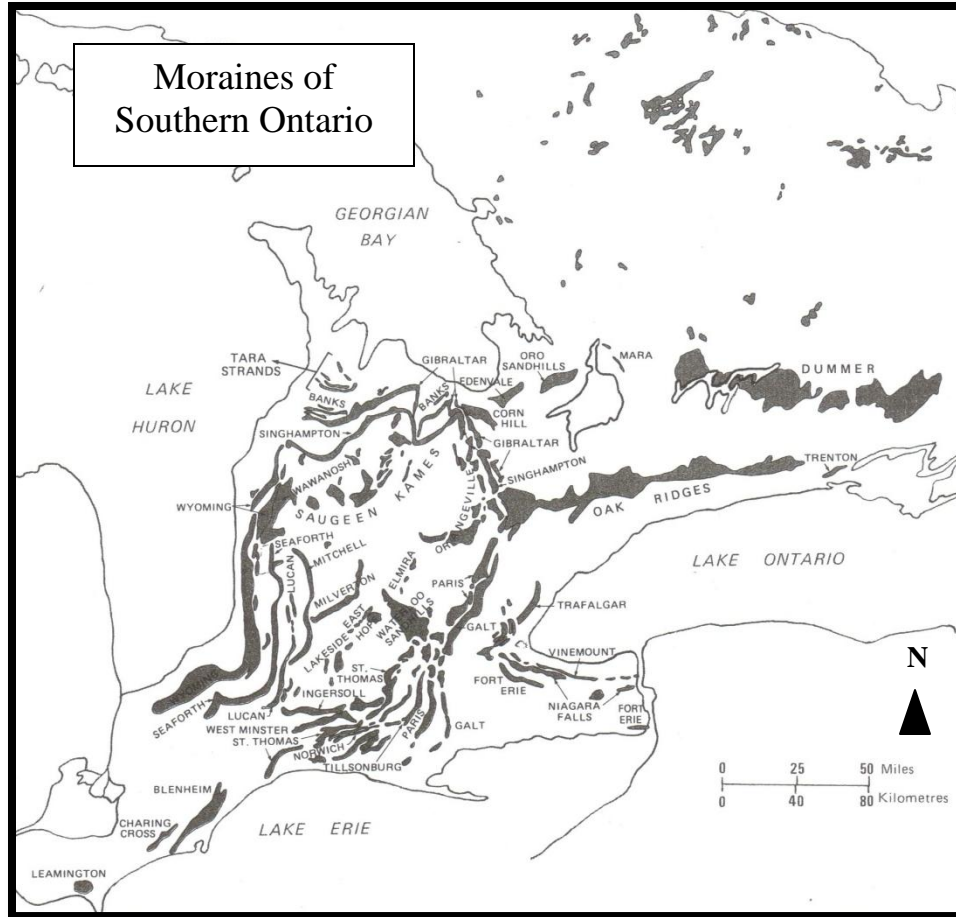 Moraines of
Southern Ontario
GEORGIAN
BAY
LAKE
HURON
TARA
STRANDS
BANKS
GIBRALTAR
BANKS
EDENVALE
ORO
SANDHILLS
MARA
DUMMER
CORN
HILL
GIBRALTAR
SINGHAMPTON
SINGHAMPTON
WYOMING
WAWANOSH
SAUGEEN KAMES
ORANGEVILLE
OAK RIDGES
TRENTON
SEAFORTH
MITCHELL
LUCAN
MILVERTON
ELMIRA
WATERLOO
SANDHILLS
EAST
HOPE
LAKESIDE
PARIS
GALT
TRAFALGAR
LAKE ONTARIO
VINEMOUNT
FORT
ERIE
NIAGARA
FALLS
FORT
ERIE
N
WYOMING
SEAFORTH
LUCAN
INGERSOLL
ST.
THOMAS
WEST MINSTER
ST. THOMAS
NORWICH
TILLSONBURG
PARIS
GALT
BLENHEIM
CHARING
CROSS
LEAMINGTON
LAKE ERIE
0 25 50 Miles
0 40 80 Kilometres